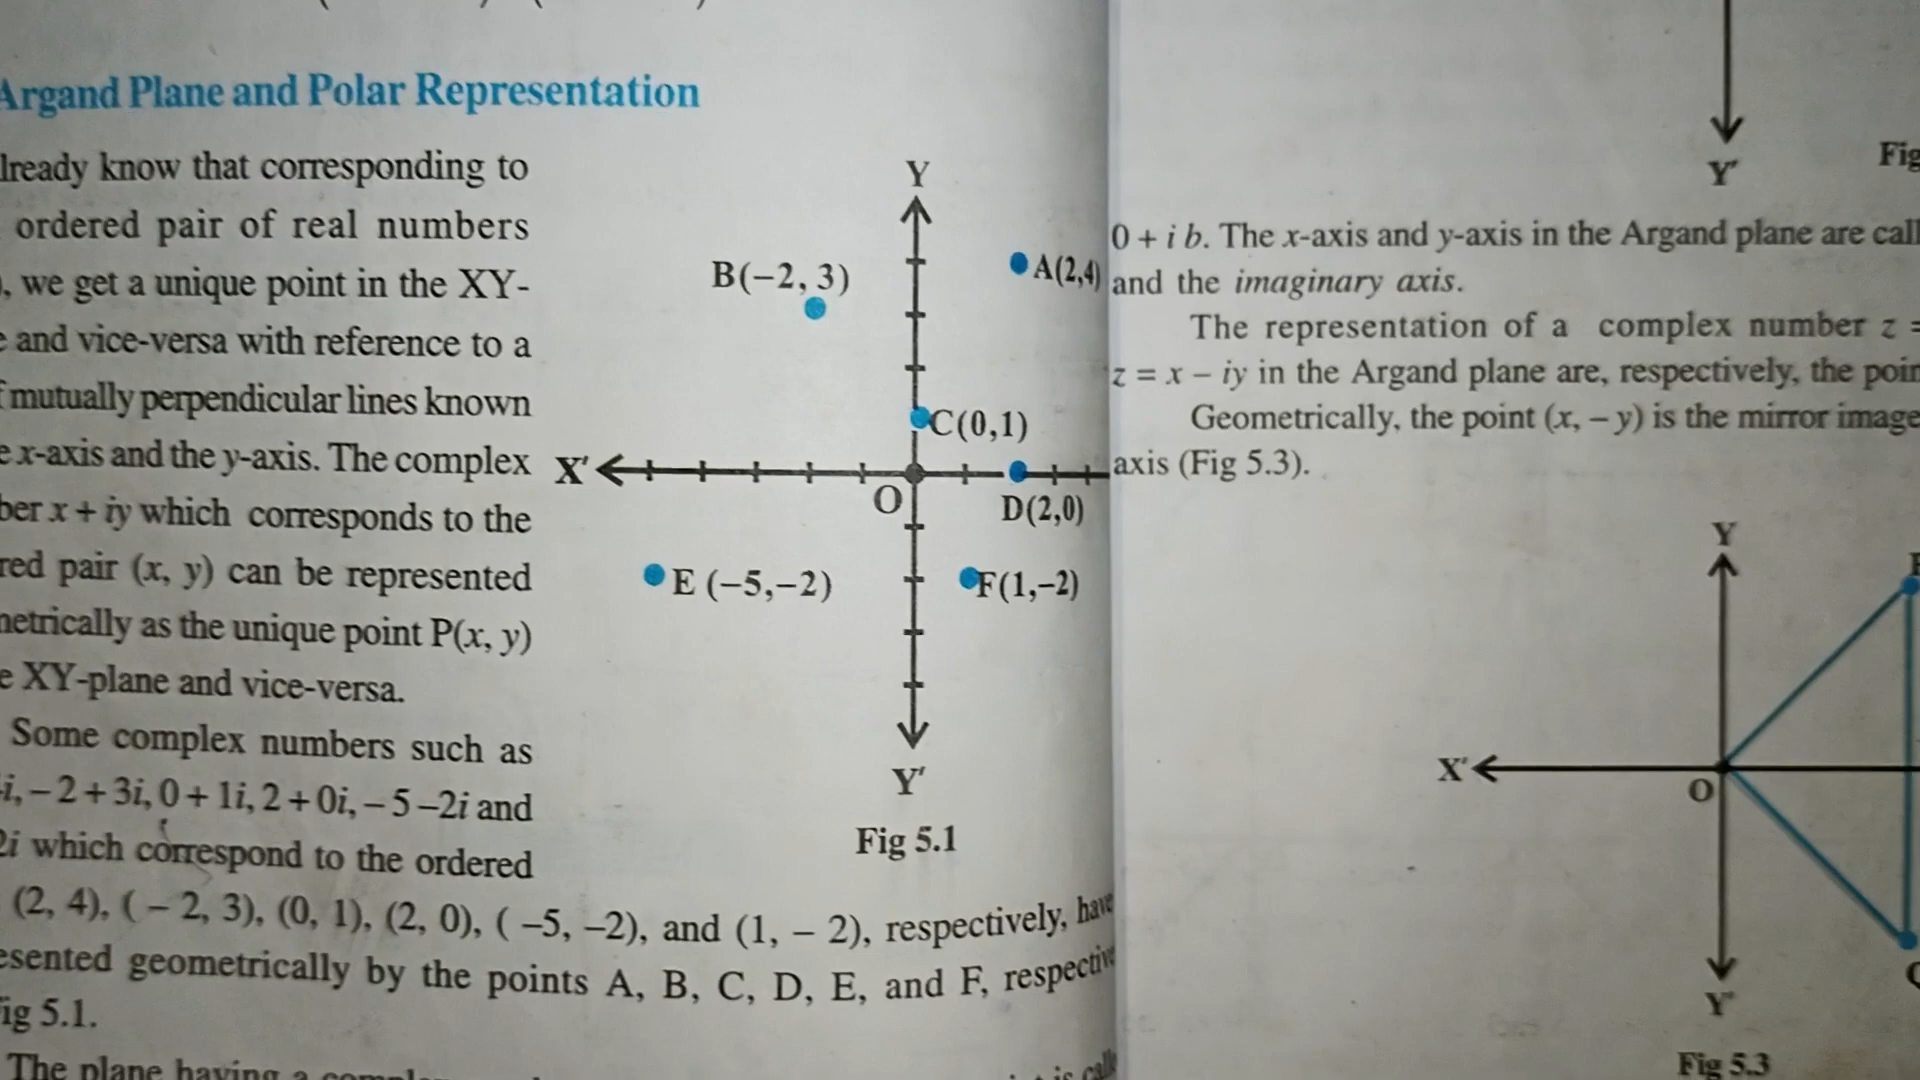 Argand Plane and Polar Representation
lready know that corresponding to
ordered pair of real numbers
, we get a unique point in the XY-
e and vice-versa with reference to a
f mutually perpendicular lines known
e x-axis and the y-axis. The complex
ber x + iy which corresponds to the
red pair (x, y) can be represented
netrically as the unique point P(x, y)
e XY-plane and vice-versa.
Some complex numbers such as
i, – 2 + 3i, 0 + 1i, 2 + 0i, – 5 –2i and
2i which correspond to the ordered
(2, 4), ( – 2, 3), (0, 1), (2, 0), ( –5, –2), and (1, – 2), respectively, have
esented geometrically by the points A, B, C, D, E, and F, respective
ig 5.1.
The plane having a
Y
B(–2, 3)
A(2,4)
C(0,1)
X′
O
D(2,0)
E (–5,–2)
F(1,–2)
Y′
Fig 5.1
Y′
Fig
0 + i b. The x-axis and y-axis in the Argand plane are call
and the imaginary axis.
The representation of a complex number z =
z = x – iy in the Argand plane are, respectively, the poin
Geometrically, the point (x, – y) is the mirror image
axis (Fig 5.3).
Y
X′
O
Y′
Fig 5.3